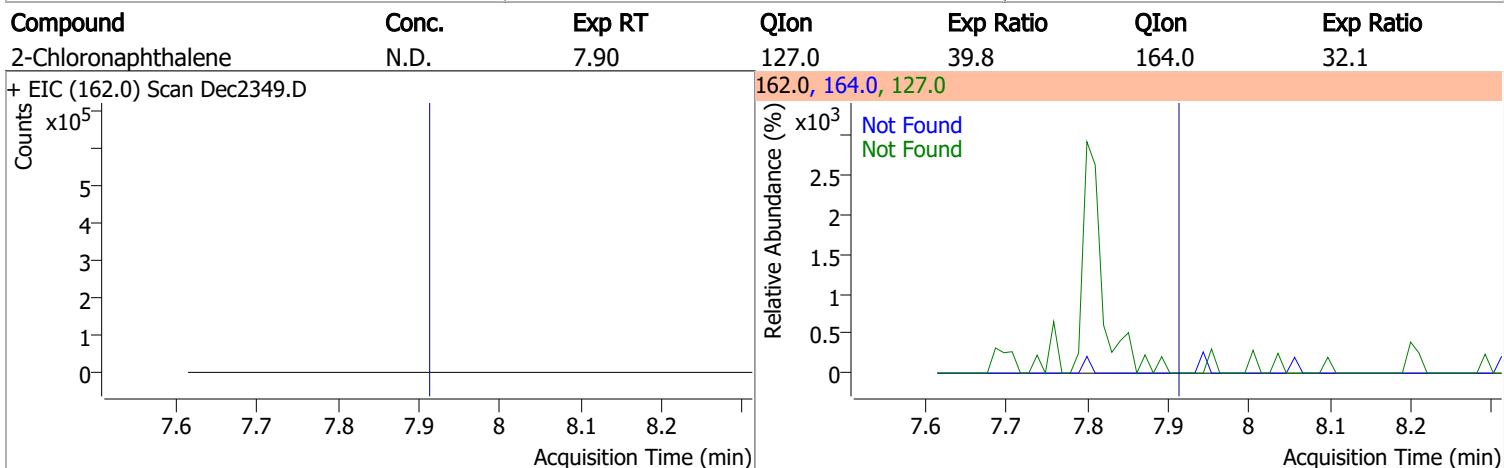 Compound Conc. Exp RT QIon Exp Ratio QIon Exp Ratio
2-Chloronaphthalene N.D. 7.90 127.0 39.8 164.0 32.1
+ EIC (162.0) Scan Dec2349.D
Counts
x10⁵
5
4
3
2
1
0
7.6 7.7 7.8 7.9 8 8.1 8.2
Acquisition Time (min)
162.0, 164.0, 127.0
Relative Abundance (%)
x10³
Not Found
Not Found
2.5
2
1.5
1
0.5
0
7.6 7.7 7.8 7.9 8 8.1 8.2
Acquisition Time (min)